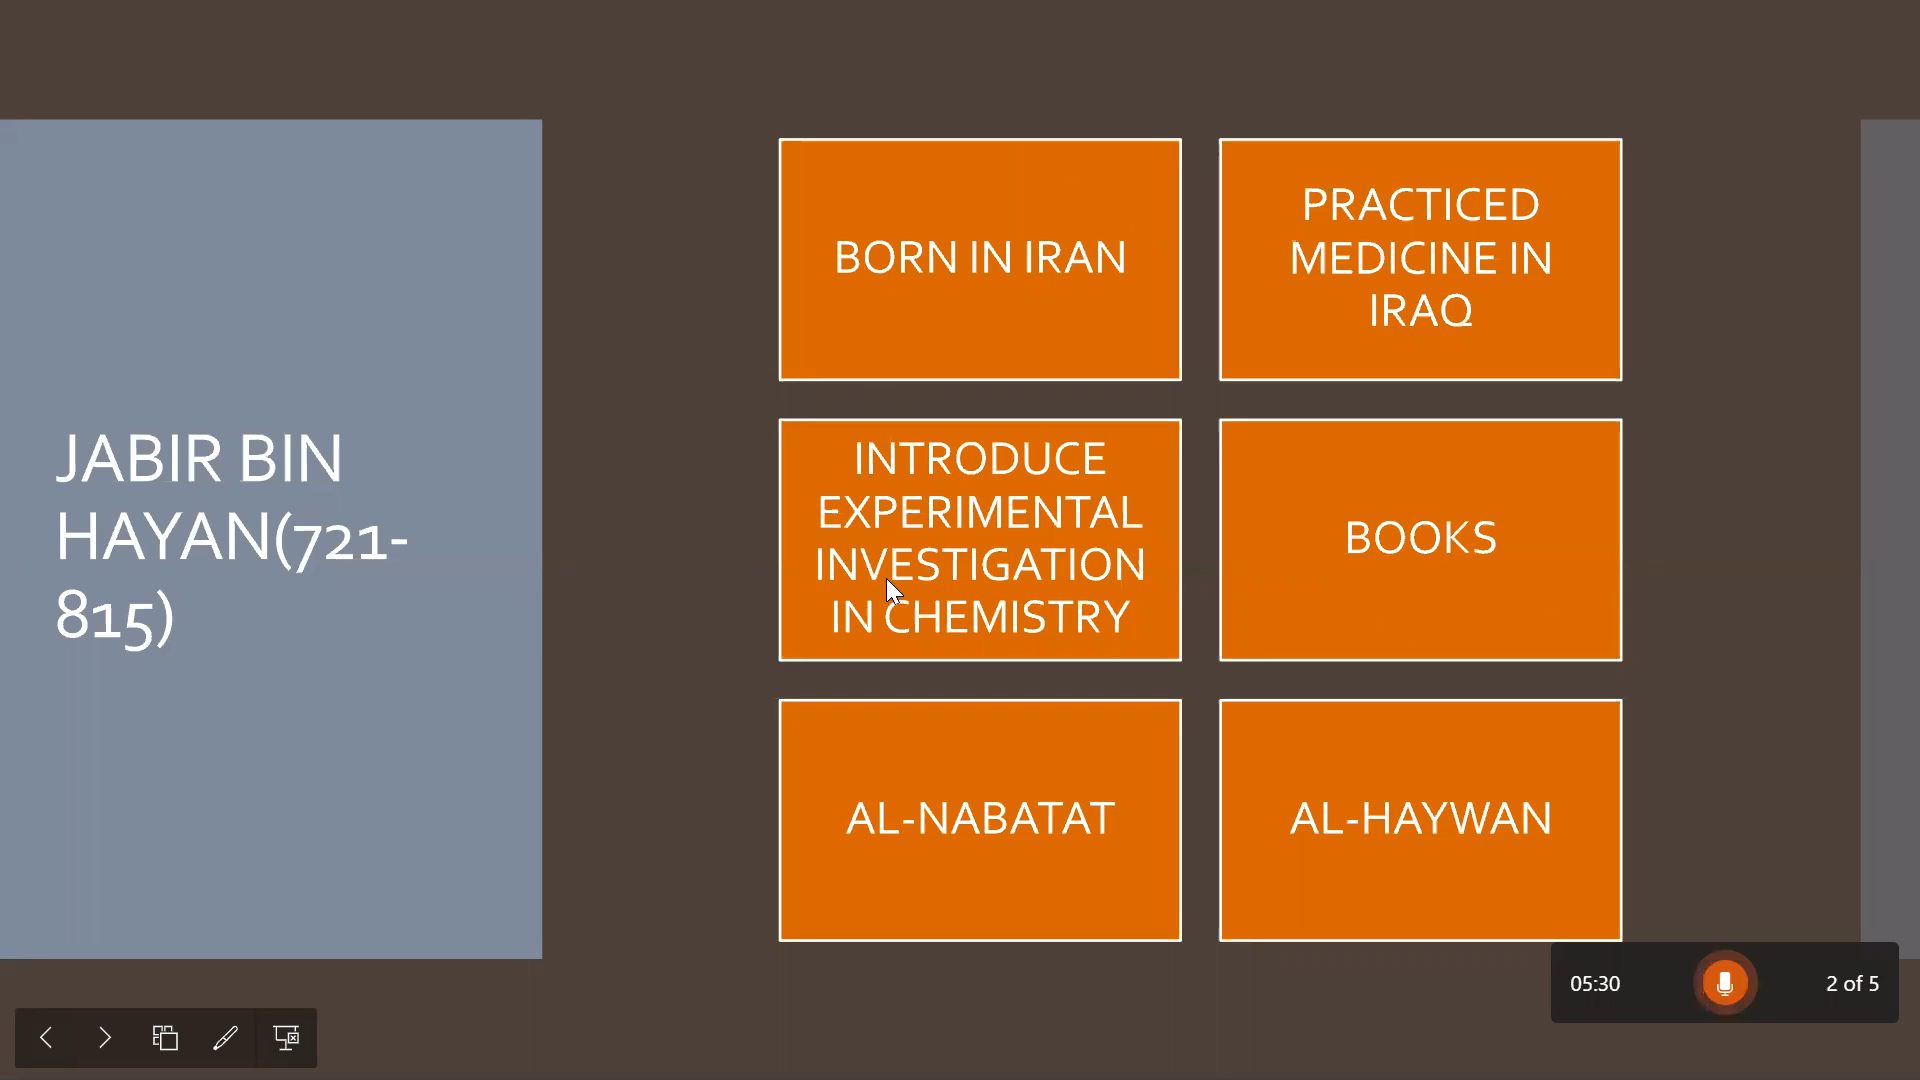 JABIR BIN
HAYAN(721-
815)
BORN IN IRAN
PRACTICED
MEDICINE IN
IRAQ
INTRODUCE
EXPERIMENTAL
INVESTIGATION
IN CHEMISTRY
BOOKS
AL-NABATAT
AL-HAYWAN
05:30
2 of 5